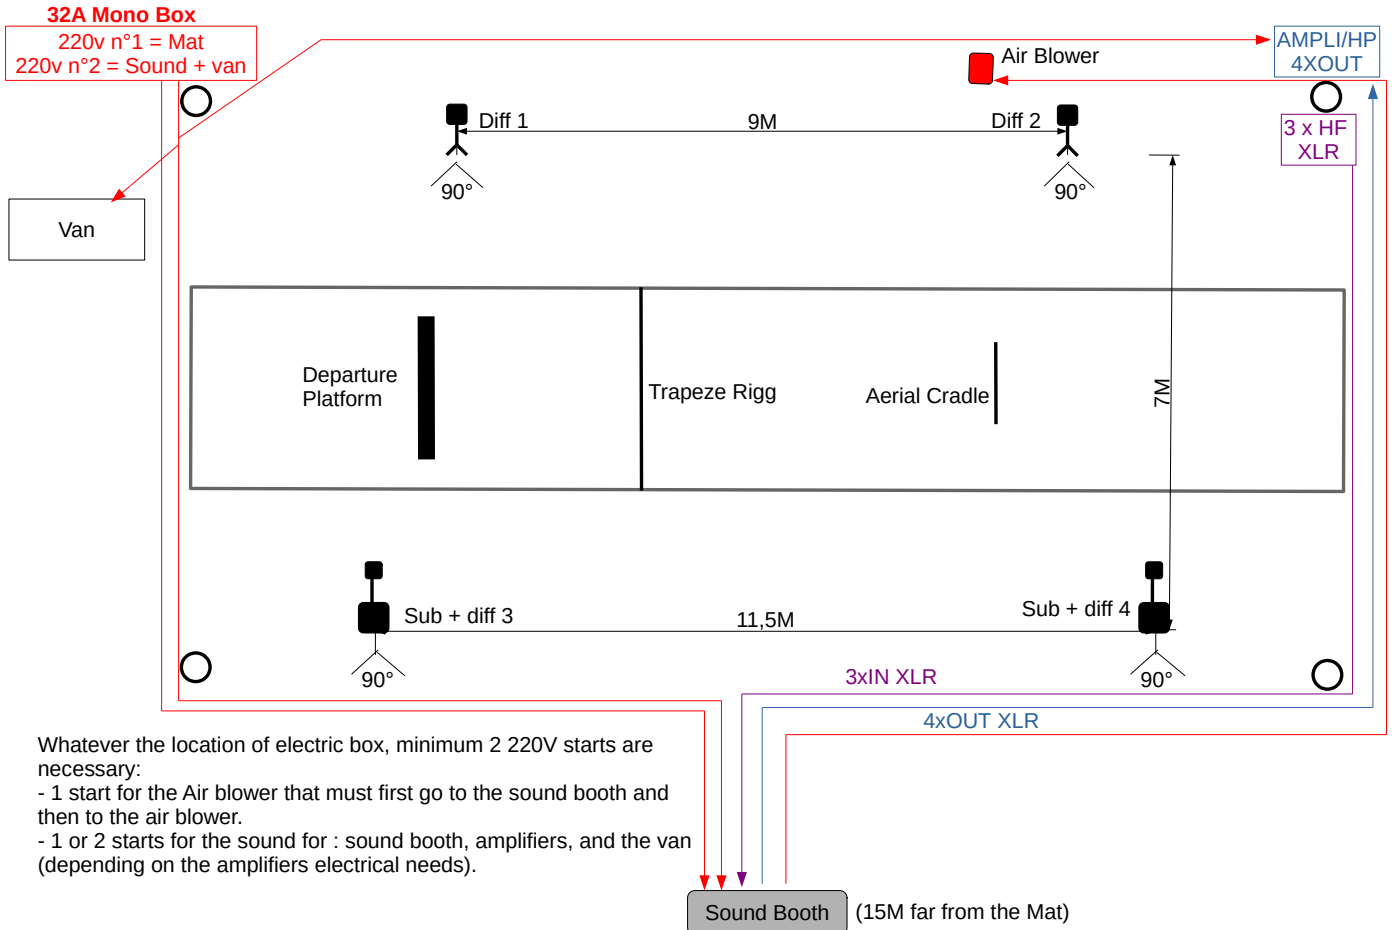 32A Mono Box
220v n°1 = Mat
220v n°2 = Sound + van
AMPLI/HP
4XOUT
Air Blower
3 x HF
XLR
Diff 1
9M
Diff 2
90°
90°
Van
Departure
Platform
Trapeze Rigg
Aerial Cradle
7M
Sub + diff 3
11,5M
Sub + diff 4
90°
90°
3xIN XLR
4xOUT XLR
Whatever the location of electric box, minimum 2 220V starts are
necessary:
- 1 start for the Air blower that must first go to the sound booth and
then to the air blower.
- 1 or 2 starts for the sound for : sound booth, amplifiers, and the van
(depending on the amplifiers electrical needs).
Sound Booth
(15M far from the Mat)